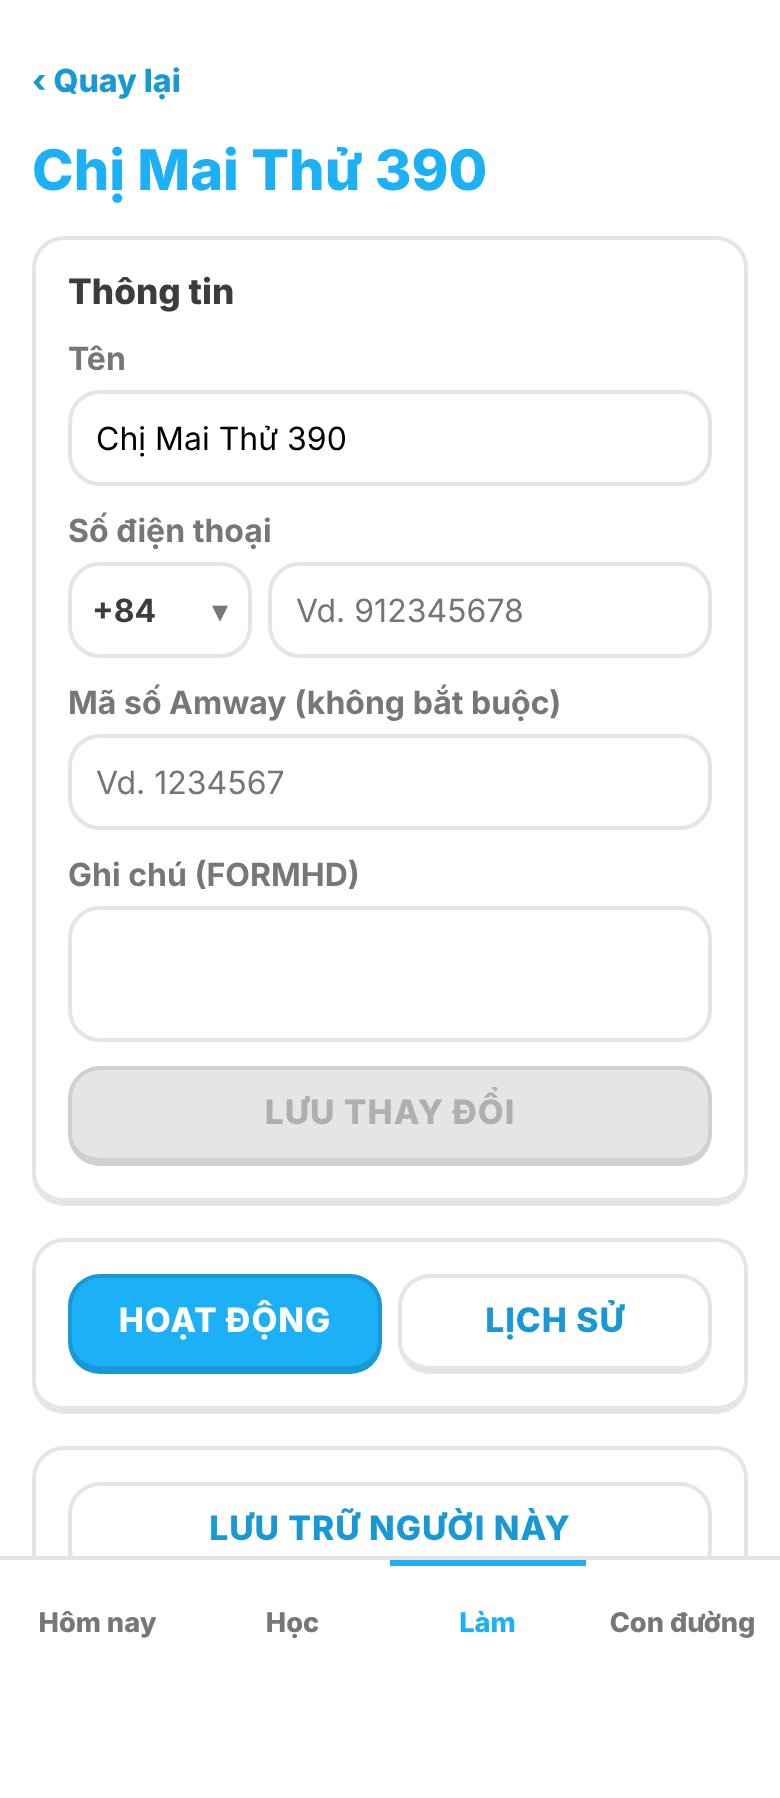 ‹ Quay lại
Chị Mai Thử 390
Thông tin
Tên
Chị Mai Thử 390
Số điện thoại
+84 ▾ Vd. 912345678
Mã số Amway (không bắt buộc)
Vd. 1234567
Ghi chú (FORMHD)
LƯU THAY ĐỔI
HOẠT ĐỘNG LỊCH SỬ
LƯU TRỮ NGƯỜI NÀY
Hôm nay Học Làm Con đường